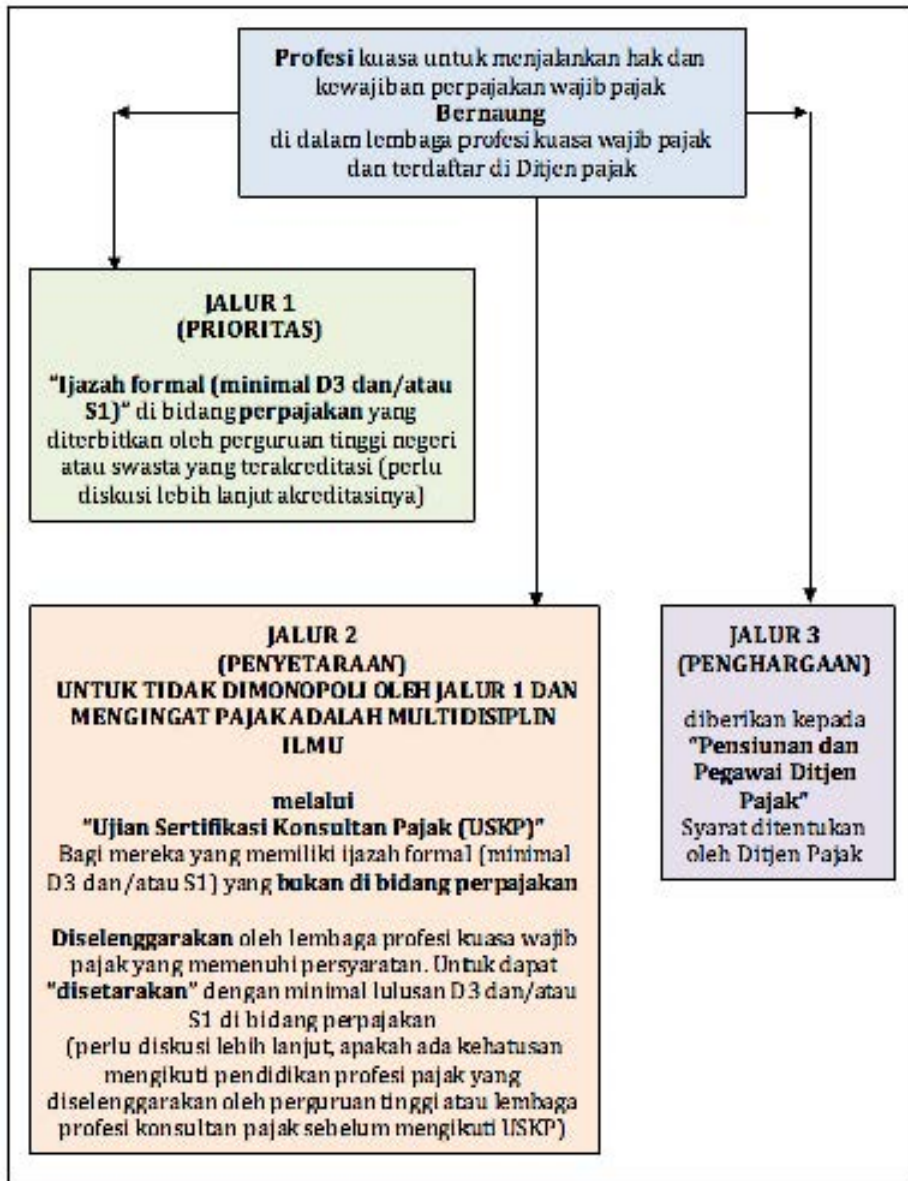 Profesi kuasa untuk menjalankan hak dan
kewajiban perpajakan wajib pajak
Bernaung
di dalam lembaga profesi kuasa wajib pajak
dan terdaftar di Ditjen pajak
JALUR 1
(PRIORITAS)
"Ijazah formal (minimal D3 dan/atau
S1)" di bidang perpajakan yang
diterbitkan oleh perguruan tinggi negeri
atau swasta yang terakreditasi (perlu
diskusi lebih lanjut akreditasinya)
JALUR 2
(PENYETARAAN)
UNTUK TIDAK DIMONOPOLI OLEH JALUR 1 DAN
MENGINGAT PAJAK ADALAH MULTIDISIPLIN
ILMU
melalui
"Ujian Sertifikasi Konsultan Pajak (USKP)"
Bagi mereka yang memiliki ijazah formal (minimal
D3 dan/atau S1) yang bukan di bidang perpajakan
Diselenggarakan oleh lembaga profesi kuasa wajib
pajak yang memenuhi persyaratan. Untuk dapat
"disetarakan" dengan minimal lulusan D3 dan/atau
S1 di bidang perpajakan
(perlu diskusi lebih lanjut, apakah ada kehatusan
mengikuti pendidikan profesi pajak yang
diselenggarakan oleh perguruan tinggi atau lembaga
profesi konsultan pajak sebelum mengikuti USKP)
JALUR 3
(PENGHARGAAN)
diberikan kepada
"Pensiunan dan
Pegawai Ditjen
Pajak"
Syarat ditentukan
oleh Ditjen Pajak